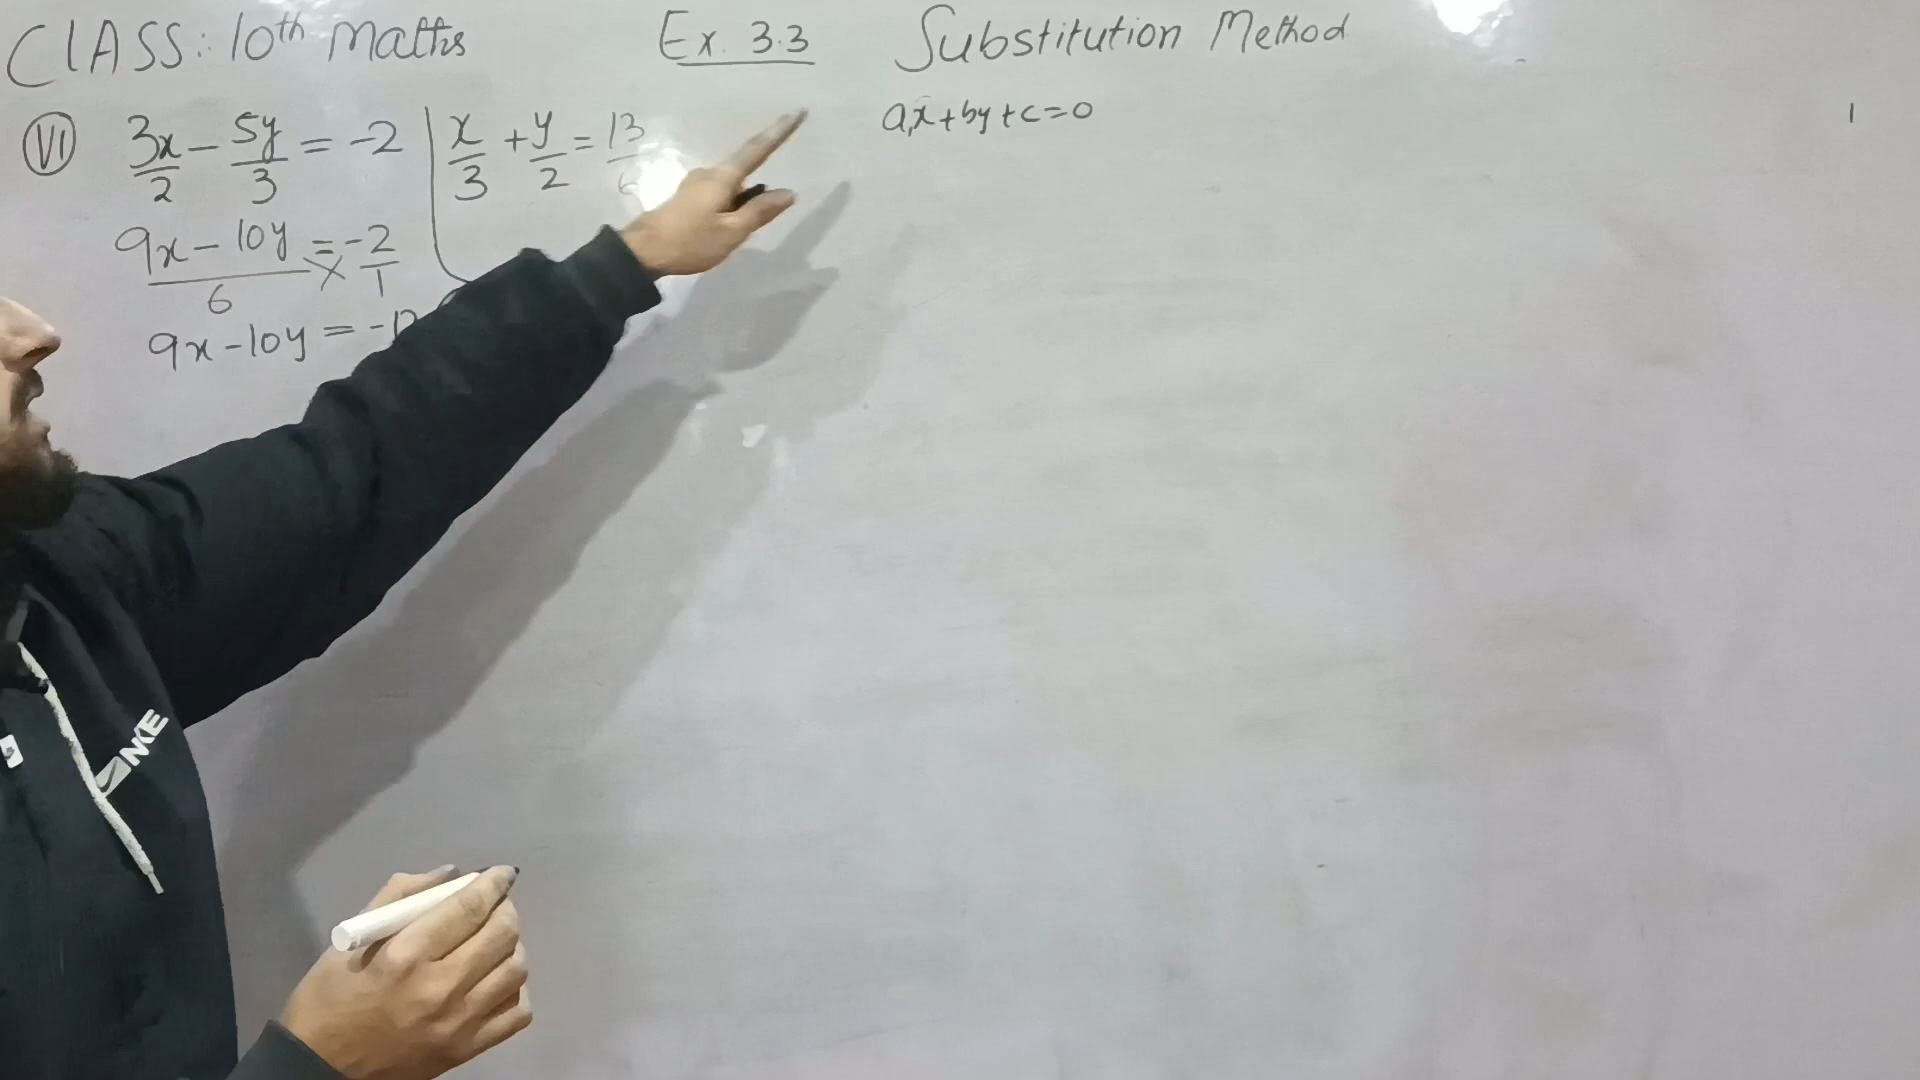 CLASS: 10th Maths Ex. 3.3 Substitution Method
VI 3x/2 - 5y/3 = -2 | x/3 + y/2 = 13/6
ax+by+c=0
9x - 10y/6 = -2/1
9x-10y = -12
NIKE